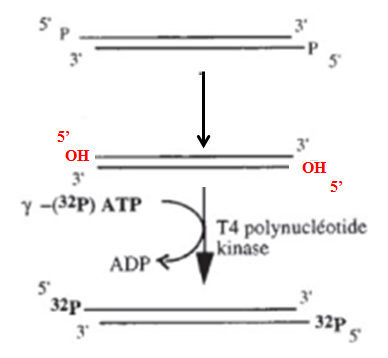 5' P 3'
3' P 5'
5'
OH 3'
3' OH
5'
γ –(32P) ATP
T4 polynucléotide
kinase
ADP
5'
32P 3'
3' 32P 5'